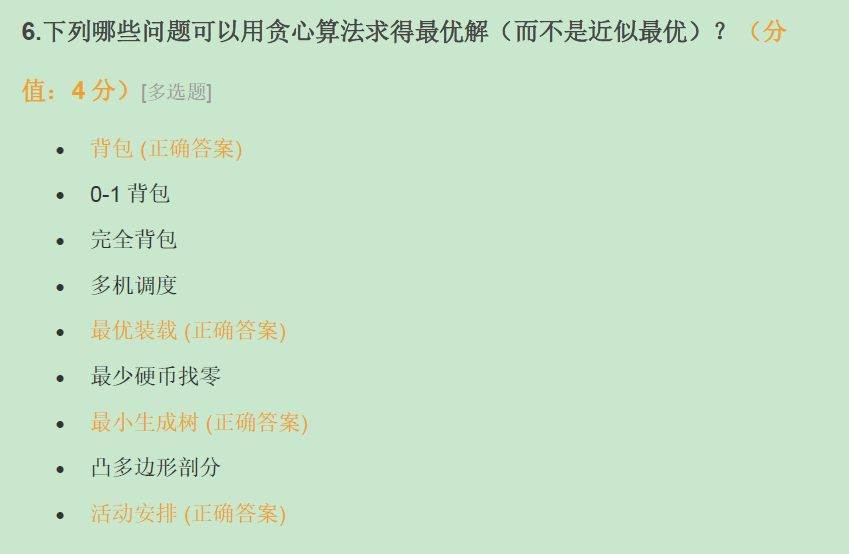 6.下列哪些问题可以用贪心算法求得最优解（而不是近似最优）？（分
值：4 分）[多选题]
• 背包 (正确答案)
• 0-1 背包
• 完全背包
• 多机调度
• 最优装载 (正确答案)
• 最少硬币找零
• 最小生成树 (正确答案)
• 凸多边形剖分
• 活动安排 (正确答案)